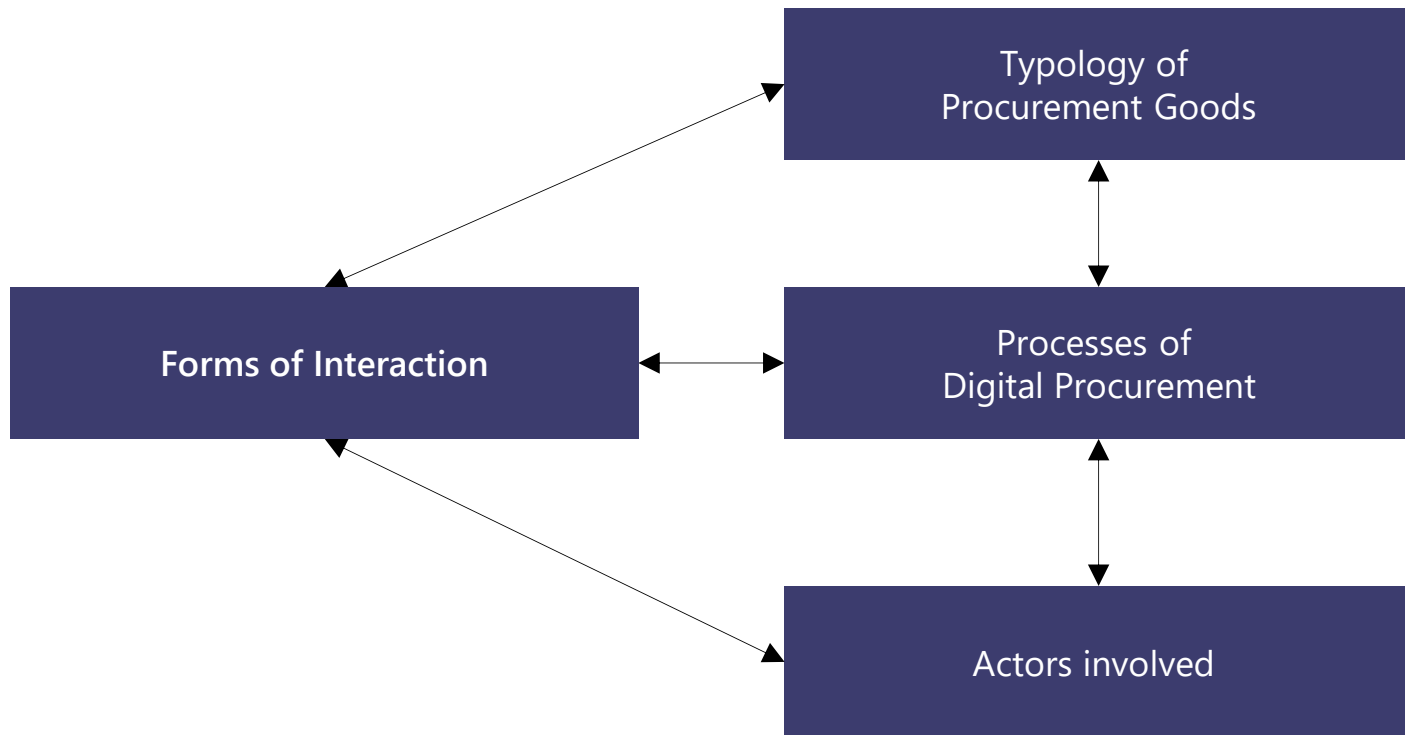 Typology of
Procurement Goods
Forms of Interaction
Processes of
Digital Procurement
Actors involved